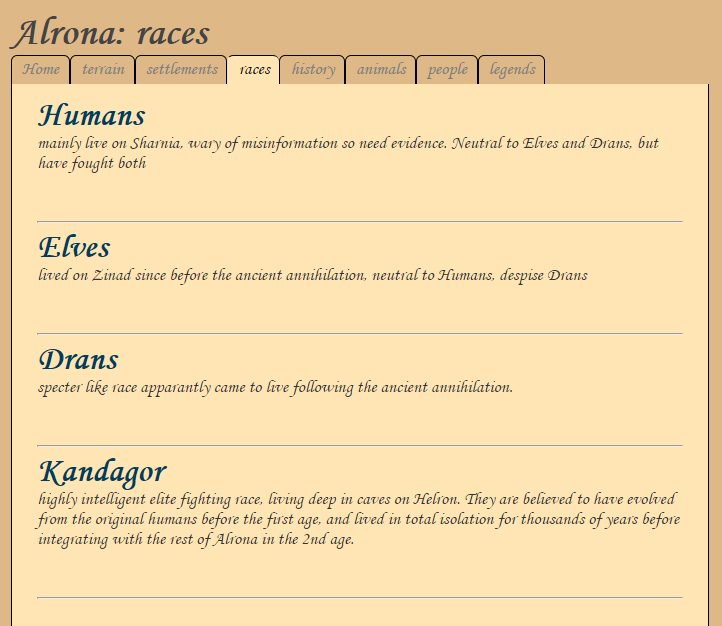 Alrona: races
Home terrain settlements races history animals people legends
Humans
mainly live on Sharnia, wary of misinformation so need evidence. Neutral to Elves and Drans, but
have fought both
Elves
lived on Zinad since before the ancient annihilation, neutral to Humans, despise Drans
Drans
specter like race apparantly came to live following the ancient annihilation.
Kandagor
highly intelligent elite fighting race, living deep in caves on Helron. They are believed to have evolved
from the original humans before the first age, and lived in total isolation for thousands of years before
integrating with the rest of Alrona in the 2nd age.